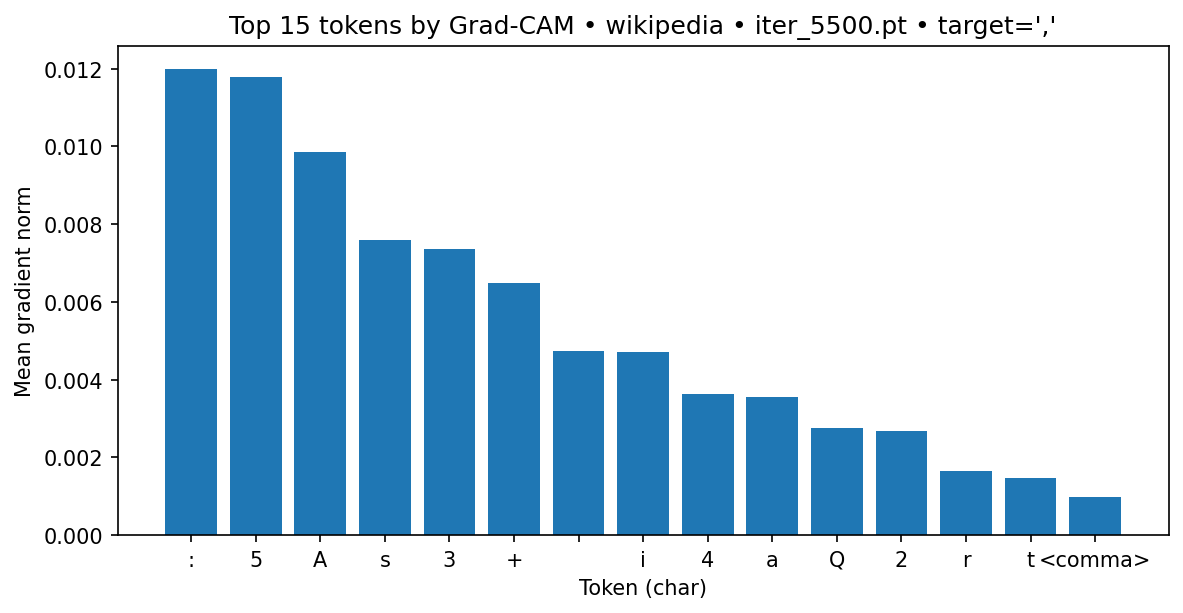 Top 15 tokens by Grad-CAM • wikipedia • iter_5500.pt • target=','
0.012
0.010
0.008
0.006
0.004
0.002
0.000
Mean gradient norm
: 5 A s 3 + i 4 a Q 2 r t <comma>
Token (char)